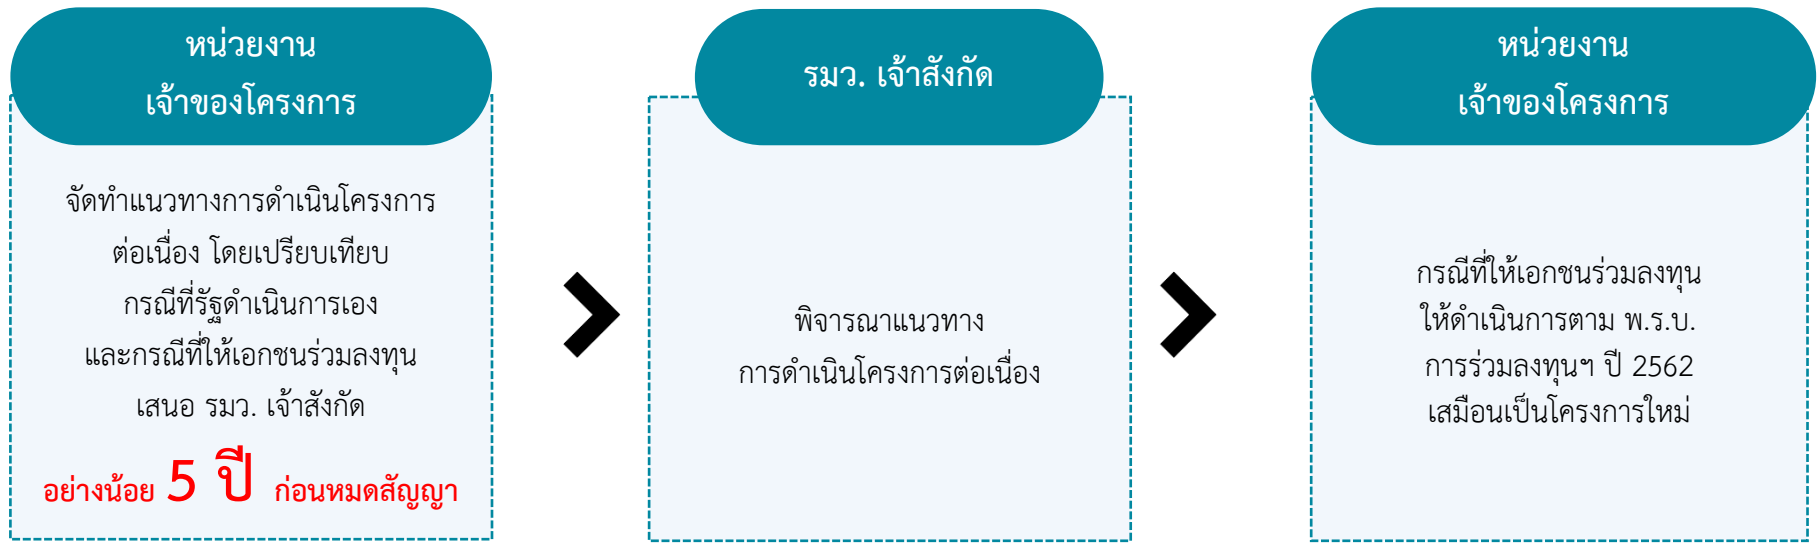 หน่วยงาน
เจ้าของโครงการ
จัดทำแนวทางการดำเนินโครงการ
ต่อเนื่อง โดยเปรียบเทียบ
กรณีที่รัฐดำเนินการเอง
และกรณีที่ให้เอกชนร่วมลงทุน
เสนอ รมว. เจ้าสังกัด
อย่างน้อย 5 ปี ก่อนหมดสัญญา
รมว. เจ้าสังกัด
พิจารณาแนวทาง
การดำเนินโครงการต่อเนื่อง
หน่วยงาน
เจ้าของโครงการ
กรณีที่ให้เอกชนร่วมลงทุน
ให้ดำเนินการตาม พ.ร.บ.
การร่วมลงทุนฯ ปี 2562
เสมือนเป็นโครงการใหม่